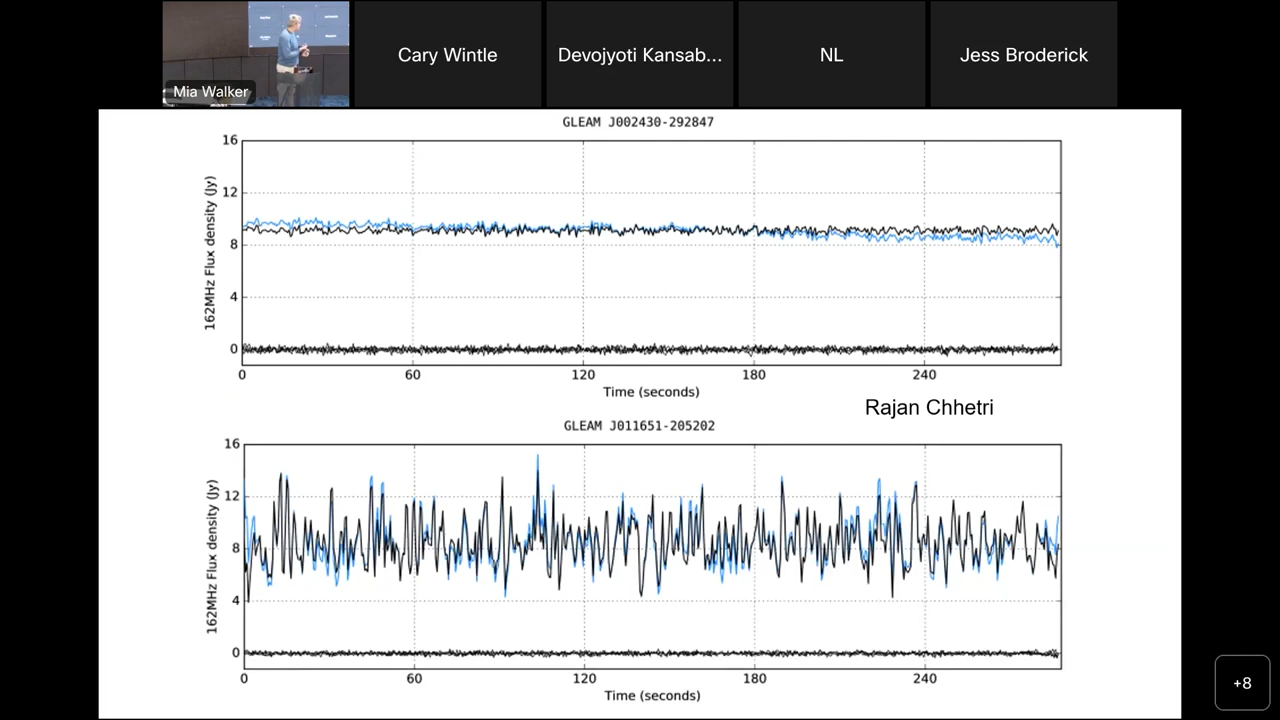 Mia Walker
Cary Wintle
Devojyoti Kansab...
NL
Jess Broderick
GLEAM J002430-292847
16
12
8
4
0
162MHz Flux density (Jy)
0 60 120 180 240
Time (seconds)
Rajan Chhetri
GLEAM J011651-205202
16
12
8
4
0
162MHz Flux density (Jy)
0 60 120 180 240
Time (seconds)
+8